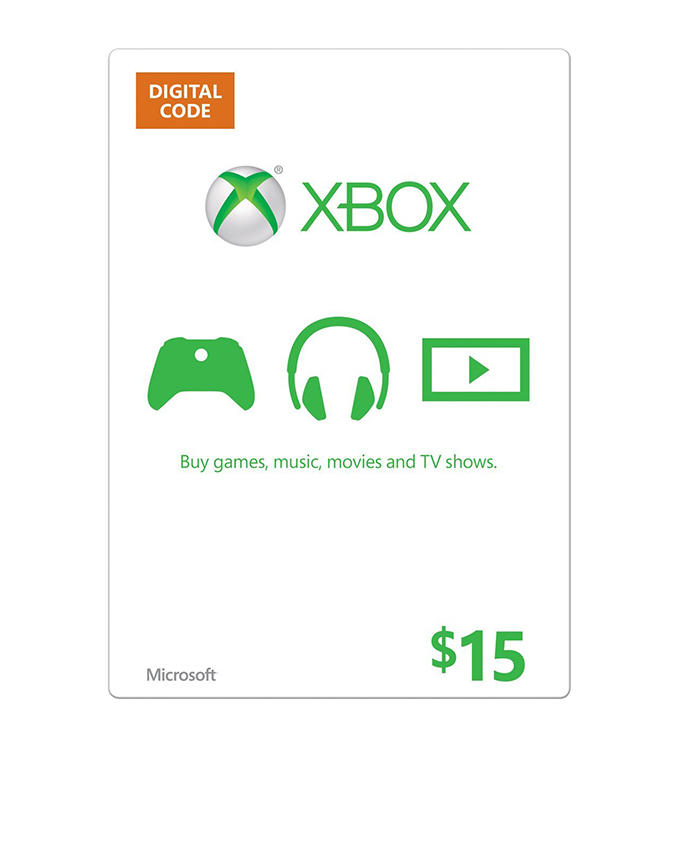 DIGITAL
CODE
®
XBOX
Buy games, music, movies and TV shows.
$15
Microsoft